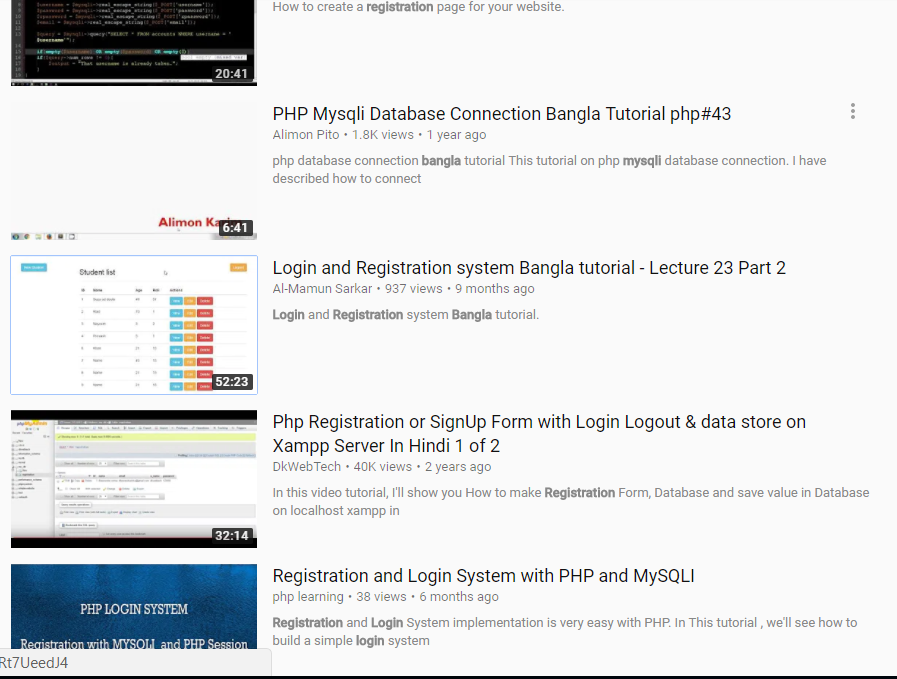 How to create a registration page for your website.
20:41
PHP Mysqli Database Connection Bangla Tutorial php#43
Alimon Pito • 1.8K views • 1 year ago
php database connection bangla tutorial This tutorial on php mysqli database connection. I have
described how to connect
Alimon
6:41
Login and Registration system Bangla tutorial - Lecture 23 Part 2
Al-Mamun Sarkar • 937 views • 9 months ago
Login and Registration system Bangla tutorial.
Student list
52:23
Php Registration or SignUp Form with Login Logout & data store on
Xampp Server In Hindi 1 of 2
DkWebTech • 40K views • 2 years ago
In this video tutorial, I'll show you How to make Registration Form, Database and save value in Database
on localhost xampp in
32:14
Registration and Login System with PHP and MySQLI
php learning • 38 views • 6 months ago
Registration and Login System implementation is very easy with PHP. In This tutorial , we'll see how to
build a simple login system
PHP LOGIN SYSTEM
Registration with MYSQLI and PHP Session
Rt7UeedJ4